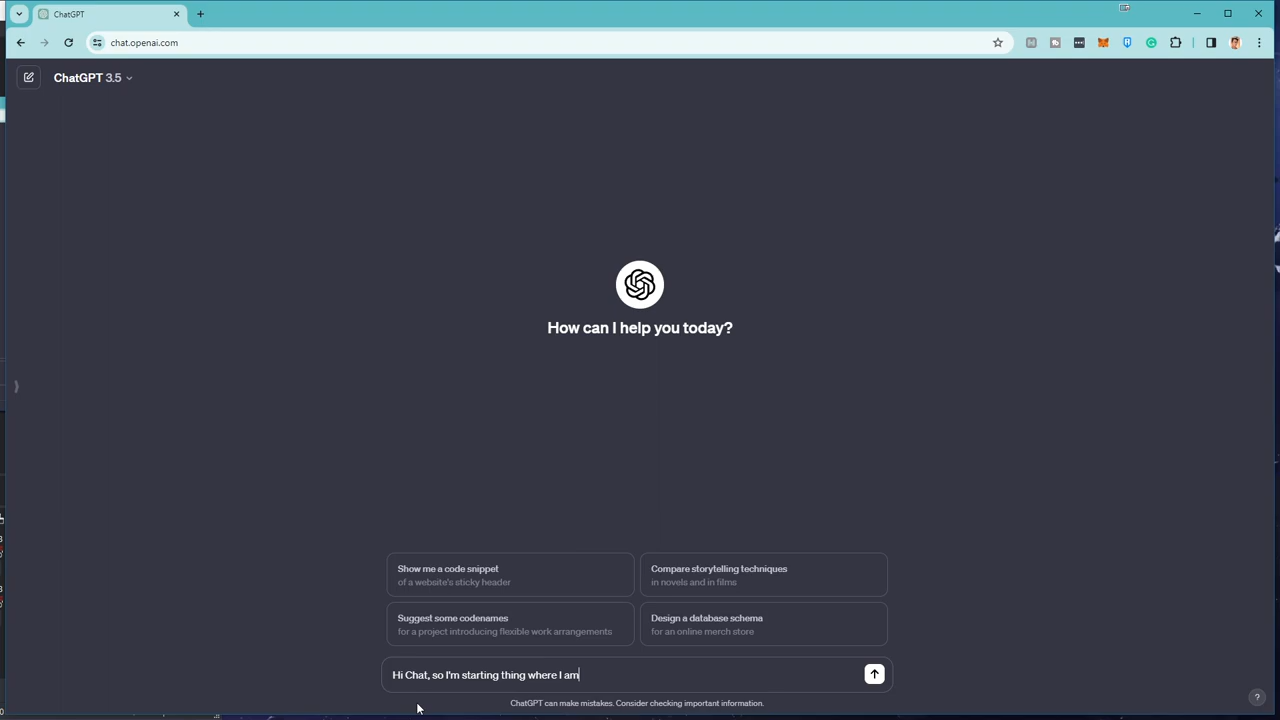 ChatGPT
chat.openai.com
ChatGPT 3.5
How can I help you today?
Show me a code snippet
of a website's sticky header
Compare storytelling techniques
in novels and in films
Suggest some codenames
for a project introducing flexible work arrangements
Design a database schema
for an online merch store
Hi Chat, so I'm starting thing where I am
ChatGPT can make mistakes. Consider checking important information.
?